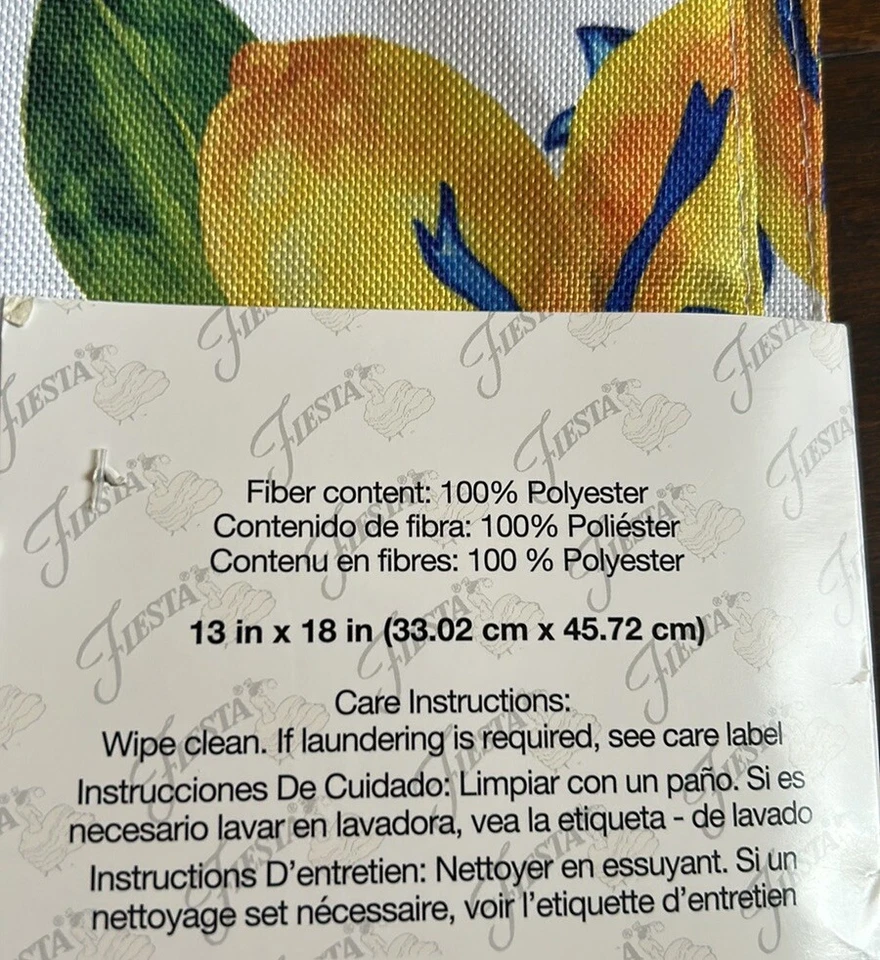 Fiber content: 100% Polyester
Contenido de fibra: 100% Poliéster
Contenu en fibres: 100 % Polyester
13 in x 18 in (33.02 cm x 45.72 cm)
Care Instructions:
Wipe clean. If laundering is required, see care label
Instrucciones De Cuidado: Limpiar con un paño. Si es
necesario lavar en lavadora, vea la etiqueta - de lavado
Instructions D'entretien: Nettoyer en essuyant. Si un
nettoyage set nécessaire, voir l'etiquette d'entretien
FIESTA